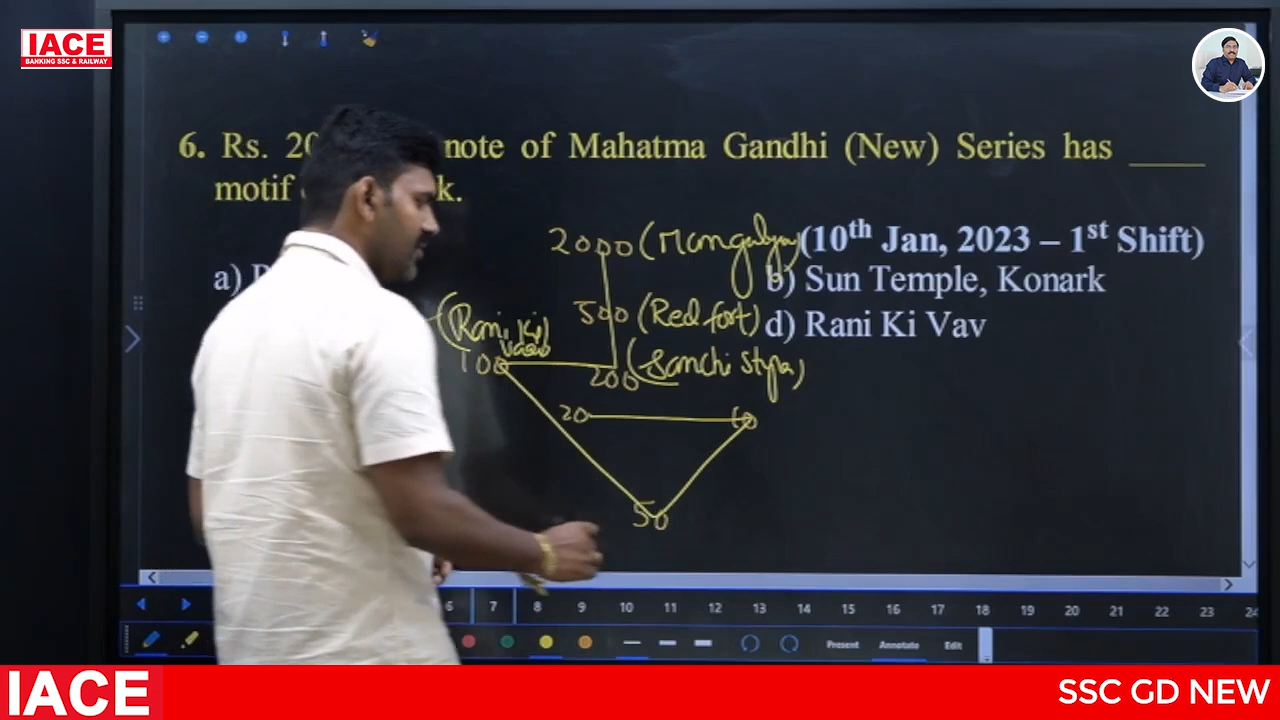 IACE
BANKING SSC & RAILWAY
6. Rs. 20 note of Mahatma Gandhi (New) Series has _____
motif k.
2000 (Mangalyan)
(10th Jan, 2023 – 1st Shift)
a) b) Sun Temple, Konark
(Rani Ki
500 (Red fort)
d) Rani Ki Vav
100
200 (Sanchi
20 10
50
6 7 8 9 10 11 12 13 14 15 16 17 18 19 20 21 22 23 24
Present Annotate Edit
IACE
SSC GD NEW